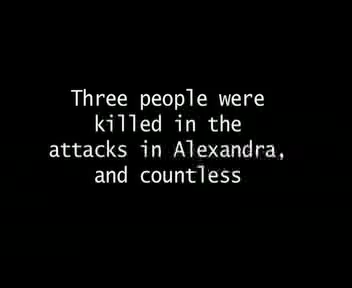 Three people were
killed in the
attacks in Alexandra,
and countless